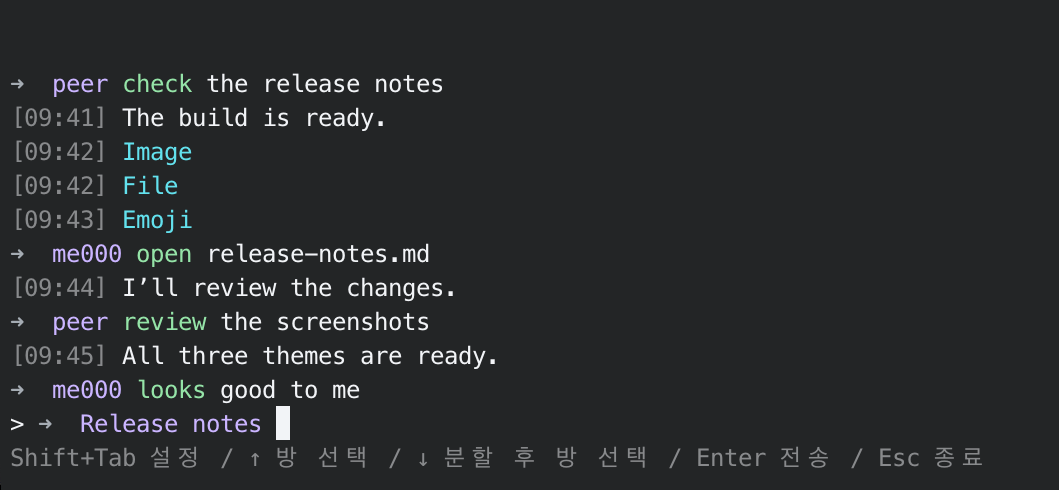 → peer check the release notes
[09:41] The build is ready.
[09:42] Image
[09:42] File
[09:43] Emoji
→ me000 open release-notes.md
[09:44] I’ll review the changes.
→ peer review the screenshots
[09:45] All three themes are ready.
→ me000 looks good to me
> → Release notes
Shift+Tab 설정 / ↑ 방 선택 / ↓ 분할 후 방 선택 / Enter 전송 / Esc 종료